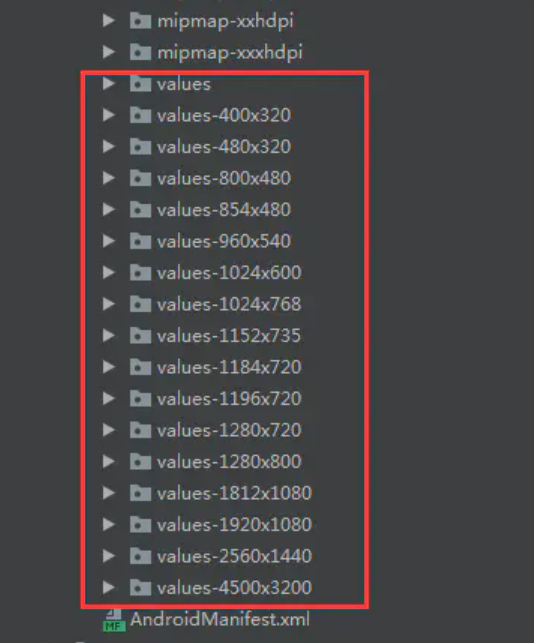 mipmap-xxhdpi
mipmap-xxxhdpi
values
values-400x320
values-480x320
values-800x480
values-854x480
values-960x540
values-1024x600
values-1024x768
values-1152x735
values-1184x720
values-1196x720
values-1280x720
values-1280x800
values-1812x1080
values-1920x1080
values-2560x1440
values-4500x3200
MF AndroidManifest.xml